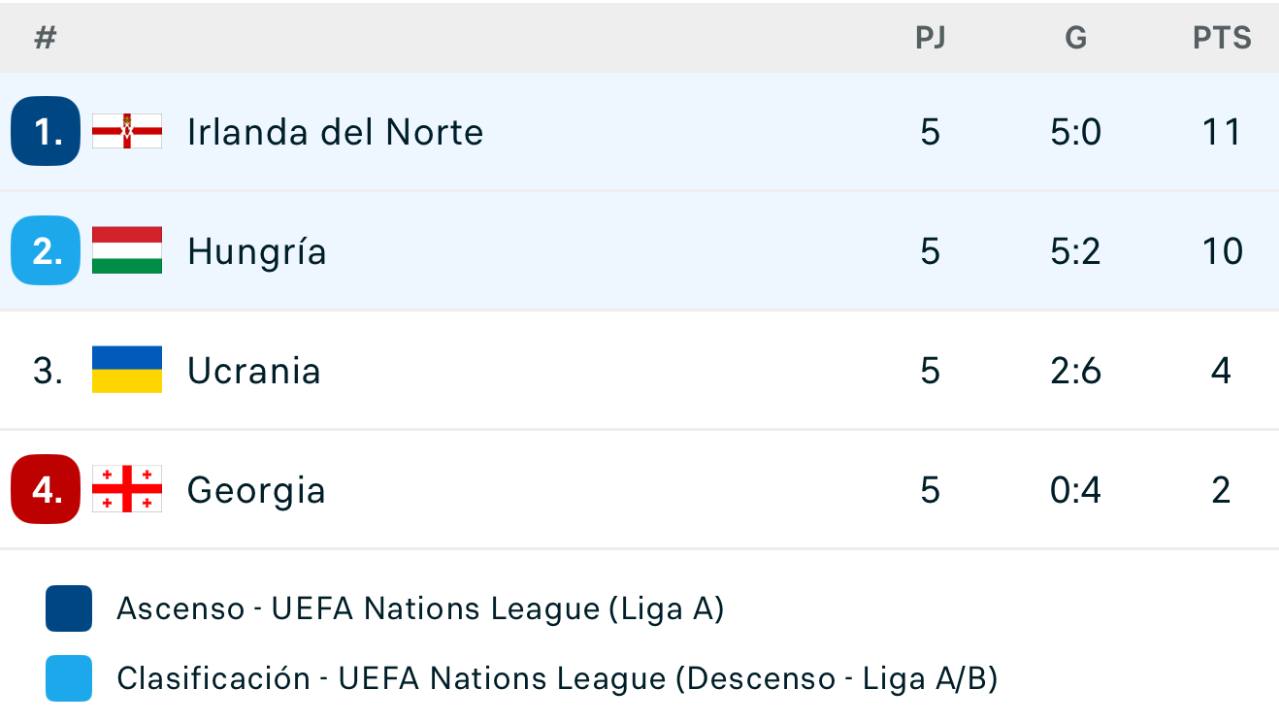 # PJ G PTS
1. Irlanda del Norte 5 5:0 11
2. Hungría 5 5:2 10
3. Ucrania 5 2:6 4
4. Georgia 5 0:4 2
Ascenso - UEFA Nations League (Liga A)
Clasificación - UEFA Nations League (Descenso - Liga A/B)